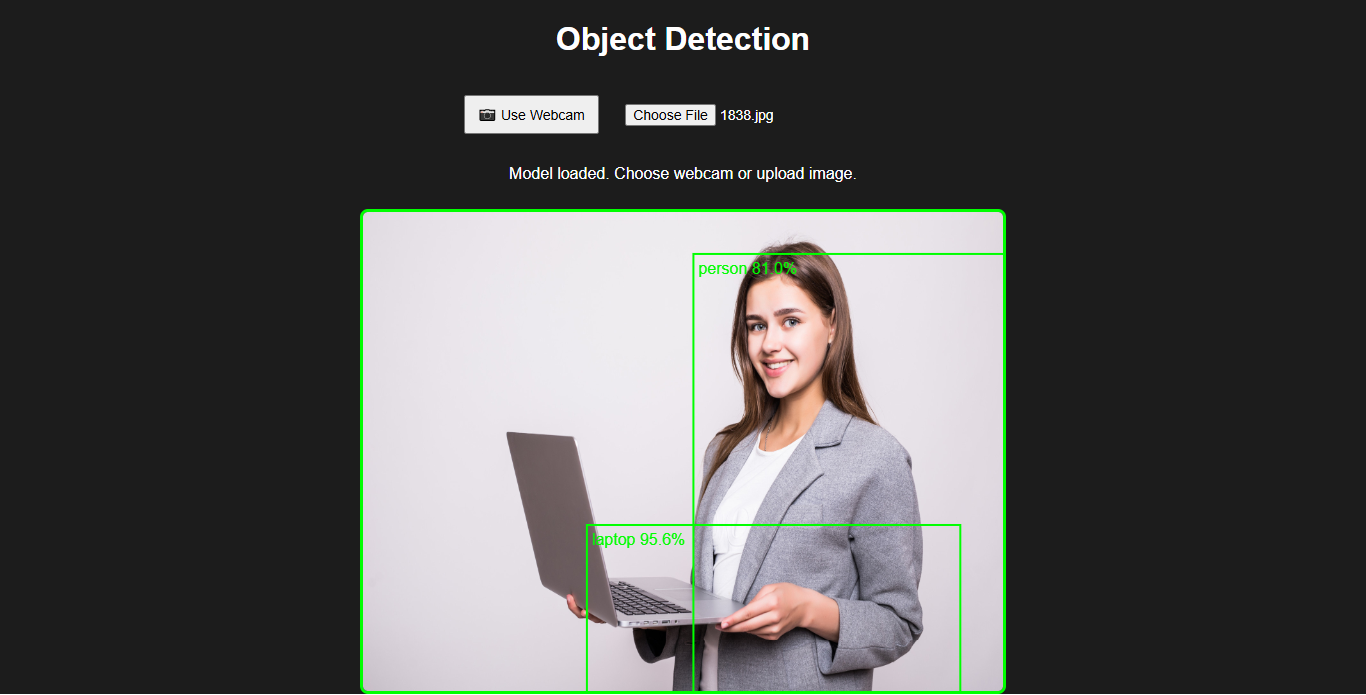 Object Detection
📷 Use Webcam
Choose File 1838.jpg
Model loaded. Choose webcam or upload image.
person 81.0%
laptop 95.6%